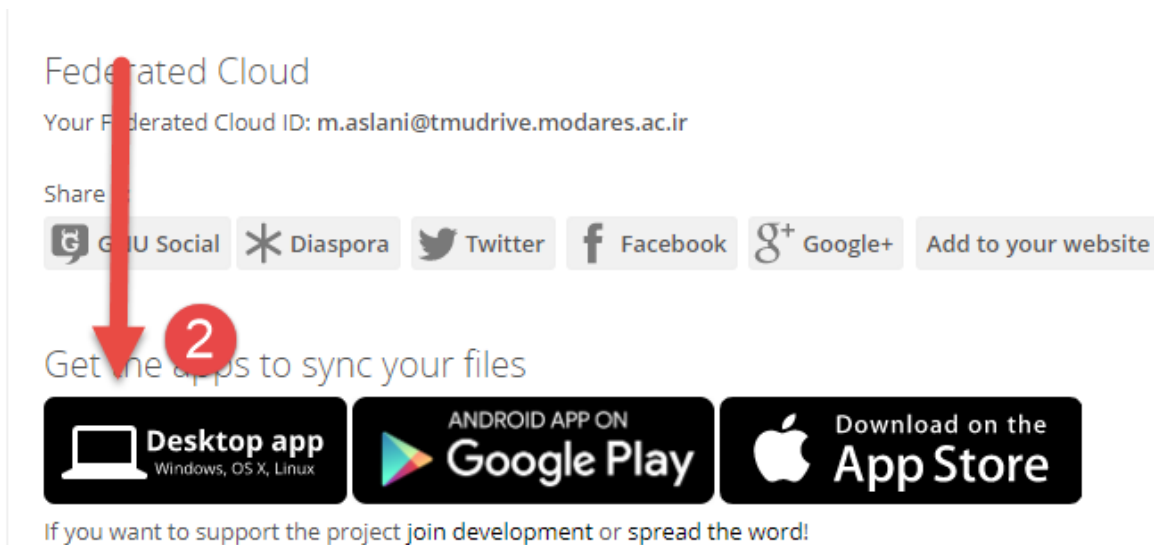 Federated Cloud
Your Federated Cloud ID: m.aslani@tmudrive.modares.ac.ir
Share it:
GNU Social Diaspora Twitter Facebook Google+ Add to your website
2
Get the apps to sync your files
Desktop app
Windows, OS X, Linux
ANDROID APP ON
Google Play
Download on the
App Store
If you want to support the project join development or spread the word!